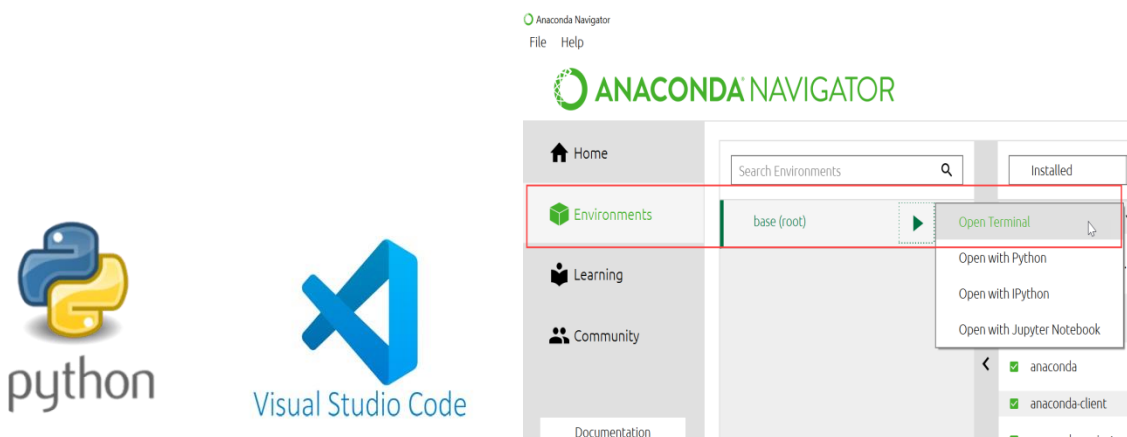 Anaconda Navigator
File Help
ANACONDA NAVIGATOR
Home
Search Environments
Installed
Environments
base (root)
Open Terminal
Open with Python
Learning
Open with IPython
Open with Jupyter Notebook
Community
anaconda
anaconda-client
Documentation
python
Visual Studio Code